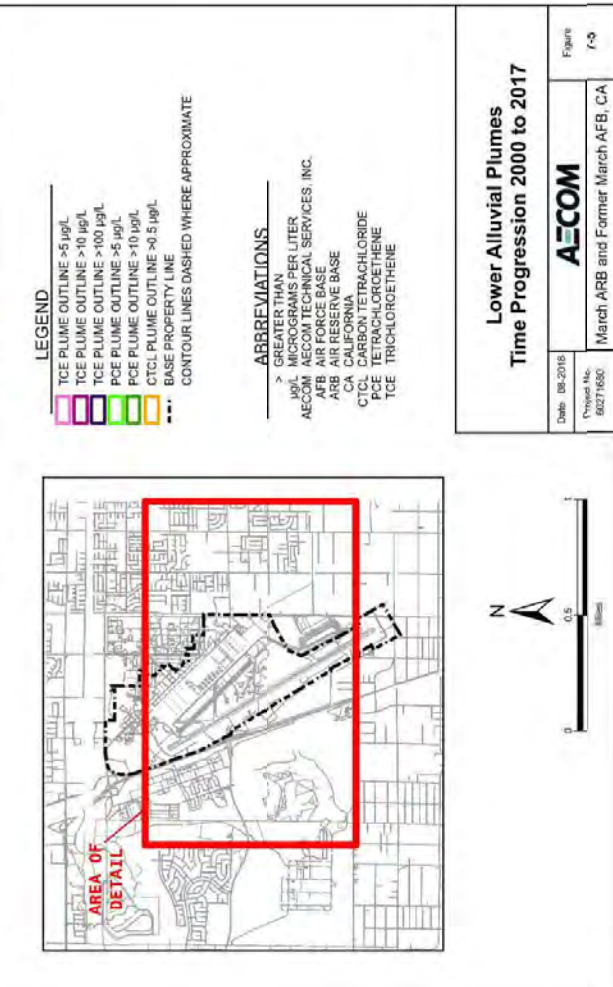 LEGEND
TCE PLUME OUTLINE >5 µg/L
TCE PLUME OUTLINE >10 µg/L
TCE PLUME OUTLINE >100 µg/L
PCE PLUME OUTLINE >5 µg/L
PCE PLUME OUTLINE >10 µg/L
CTCL PLUME OUTLINE >0.5 µg/L
BASE PROPERTY LINE
CONTOUR LINES DASHED WHERE APPROXIMATE
ABBREVIATIONS
> GREATER THAN
µg/L MICROGRAMS PER LITER
AECOM AECOM TECHNICAL SERVICES, INC.
AFB AIR FORCE BASE
ARB AIR RESERVE BASE
CA CALIFORNIA
CTCL CARBON TETRACHLORIDE
PCE TETRACHLOROETHENE
TCE TRICHLOROETHENE
AREA OF
DETAIL
N
0 0.5 1
Miles
Lower Alluvial Plumes
Time Progression 2000 to 2017
Date: 08-2018
Project No.
60271680
AECOM
March ARB and Former March AFB, CA
Figure
7-5